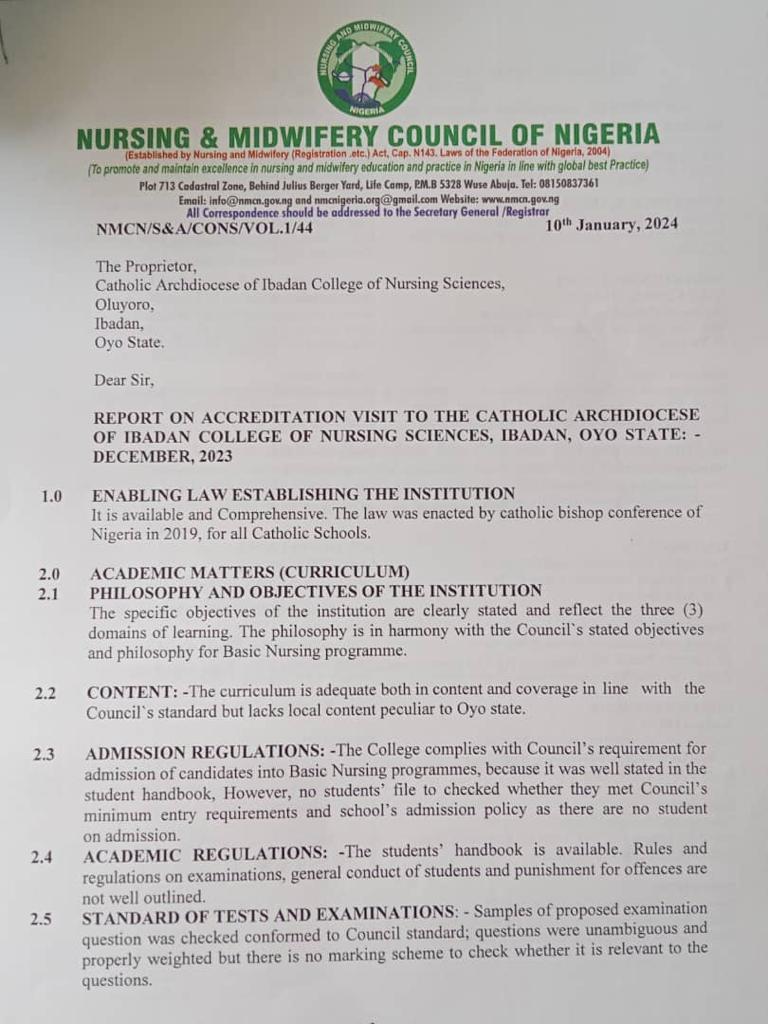 NURSING AND MIDWIFERY COUNCIL
NIGERIA
NURSING & MIDWIFERY COUNCIL OF NIGERIA
(Established by Nursing and Midwifery (Registration .etc.) Act, Cap. N143. Laws of the Federation of Nigeria, 2004)
(To promote and maintain excellence in nursing and midwifery education and practice in Nigeria in line with global best Practice)
Plot 713 Cadastral Zone, Behind Julius Berger Yard, Life Camp, P.M.B 5328 Wuse Abuja. Tel: 08150837361
Email: info@nmcn.gov.ng and nmcnigeria.org@gmail.com Website: www.nmcn.gov.ng
All Correspondence should be addressed to the Secretary General /Registrar
NMCN/S&A/CONS/VOL.1/44 10th January, 2024
The Proprietor,
Catholic Archdiocese of Ibadan College of Nursing Sciences,
Oluyoro,
Ibadan,
Oyo State.
Dear Sir,
REPORT ON ACCREDITATION VISIT TO THE CATHOLIC ARCHDIOCESE
OF IBADAN COLLEGE OF NURSING SCIENCES, IBADAN, OYO STATE: -
DECEMBER, 2023
1.0 ENABLING LAW ESTABLISHING THE INSTITUTION
It is available and Comprehensive. The law was enacted by catholic bishop conference of
Nigeria in 2019, for all Catholic Schools.
2.0 ACADEMIC MATTERS (CURRICULUM)
2.1 PHILOSOPHY AND OBJECTIVES OF THE INSTITUTION
The specific objectives of the institution are clearly stated and reflect the three (3)
domains of learning. The philosophy is in harmony with the Council`s stated objectives
and philosophy for Basic Nursing programme.
2.2 CONTENT: -The curriculum is adequate both in content and coverage in line with the
Council`s standard but lacks local content peculiar to Oyo state.
2.3 ADMISSION REGULATIONS: -The College complies with Council’s requirement for
admission of candidates into Basic Nursing programmes, because it was well stated in the
student handbook, However, no students’ file to checked whether they met Council’s
minimum entry requirements and school’s admission policy as there are no student
on admission.
2.4 ACADEMIC REGULATIONS: -The students’ handbook is available. Rules and
regulations on examinations, general conduct of students and punishment for offences are
not well outlined.
2.5 STANDARD OF TESTS AND EXAMINATIONS: - Samples of proposed examination
question was checked conformed to Council standard; questions were unambiguous and
properly weighted but there is no marking scheme to check whether it is relevant to the
questions.